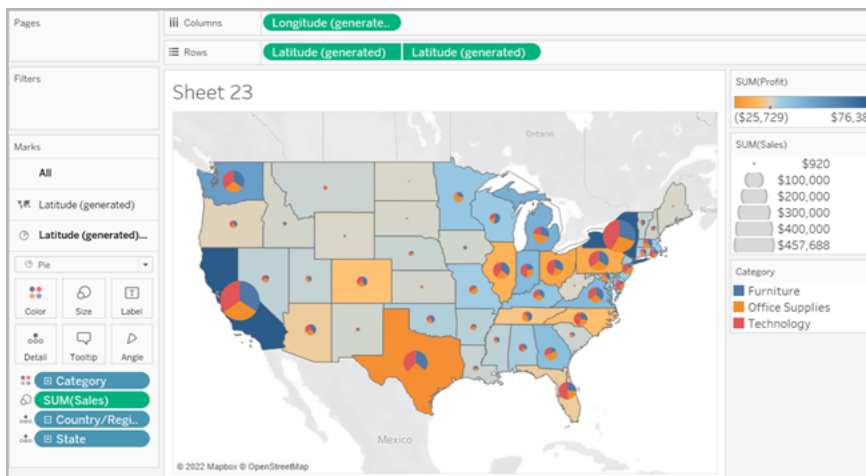 Pages
Filters
Marks
All
Latitude (generated)
Latitude (generated)...
Pie
Color
Size
Label
Detail
Tooltip
Angle
Category
SUM(Sales)
Country/Regi..
State
Columns
Longitude (generate..
Rows
Latitude (generated)
Latitude (generated)
Sheet 23
Ontario
Mexico
© 2022 Mapbox © OpenStreetMap
SUM(Profit)
($25,729)
$76,38
SUM(Sales)
$920
$100,000
$200,000
$300,000
$400,000
$457,688
Category
Furniture
Office Supplies
Technology